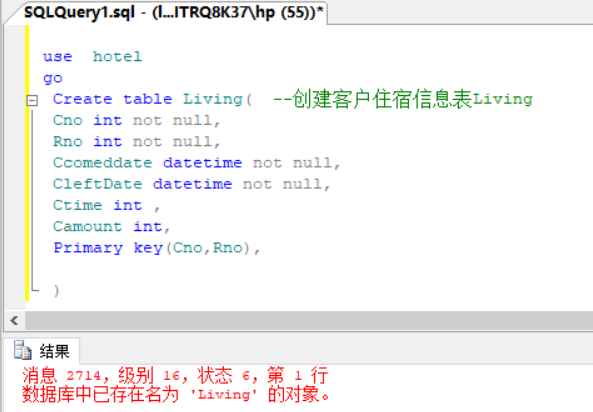 SQLQuery1.sql - (l...ITRQ8K37\hp (55))*
use hotel
go
Create table Living( --创建客户住宿信息表Living
Cno int not null,
Rno int not null,
Ccomeddate datetime not null,
CleftDate datetime not null,
Ctime int ,
Camount int,
Primary key(Cno,Rno),
)
结果
消息 2714，级别 16，状态 6，第 1 行
数据库中已存在名为 'Living' 的对象。